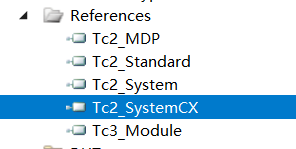 References
Tc2_MDP
Tc2_Standard
Tc2_System
Tc2_SystemCX
Tc3_Module